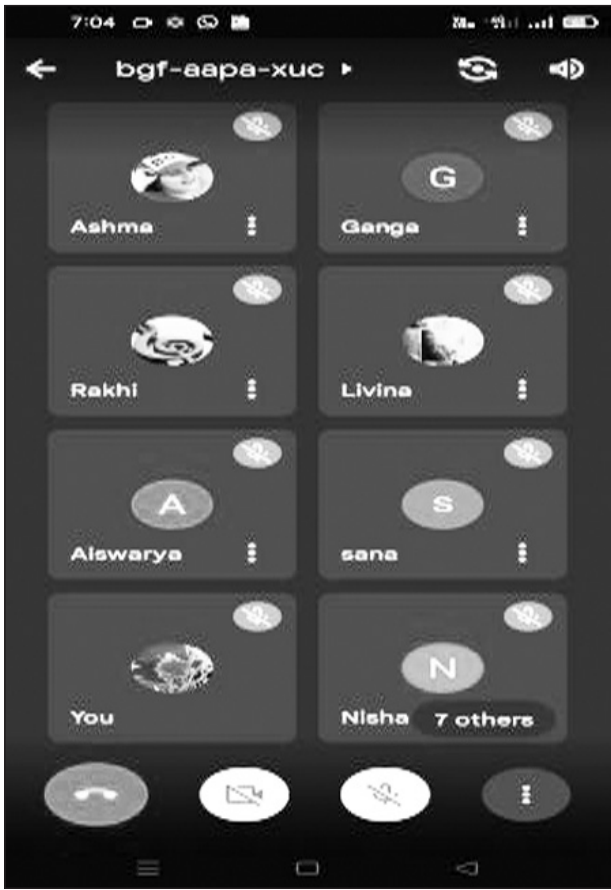 7:04
bgf-aapa-xuc
G
Ashma
Ganga
Rakhi
Livina
A
S
Aiswarya
sana
N
You
Nisha
7 others